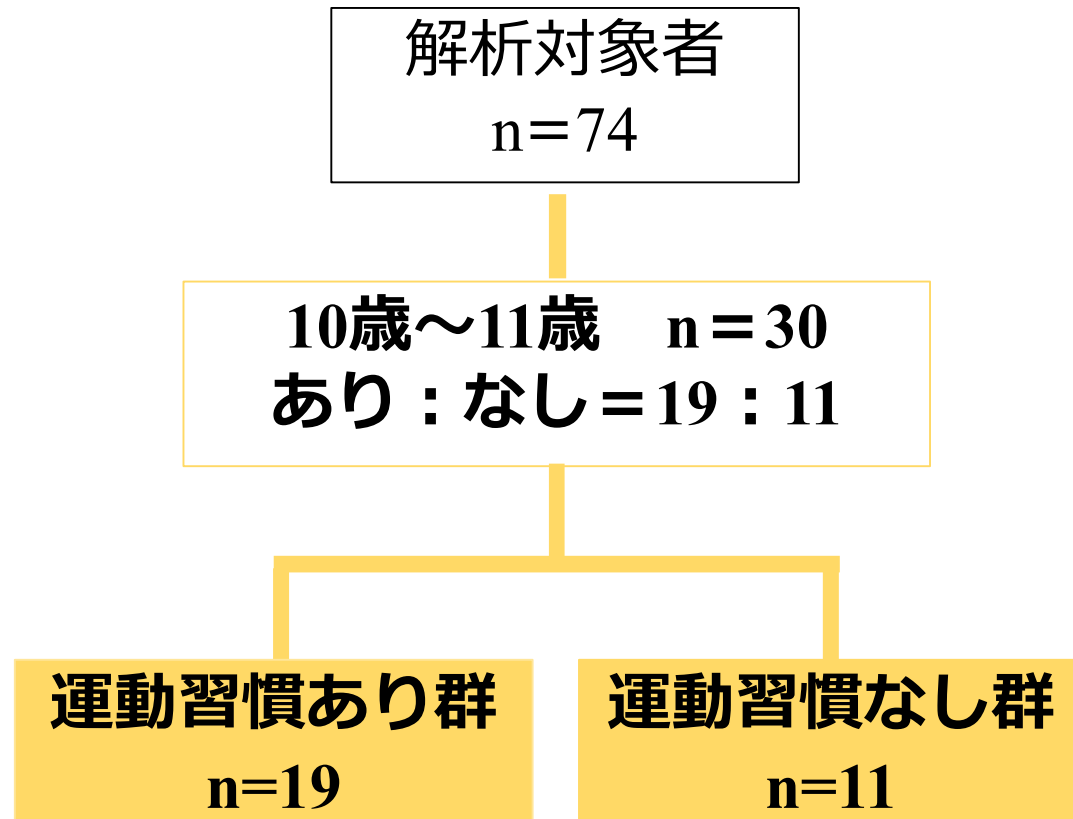 解析対象者
n＝74
10歳～11歳　n＝30
あり：なし＝19：11
運動習慣あり群
n=19
運動習慣なし群
n=11